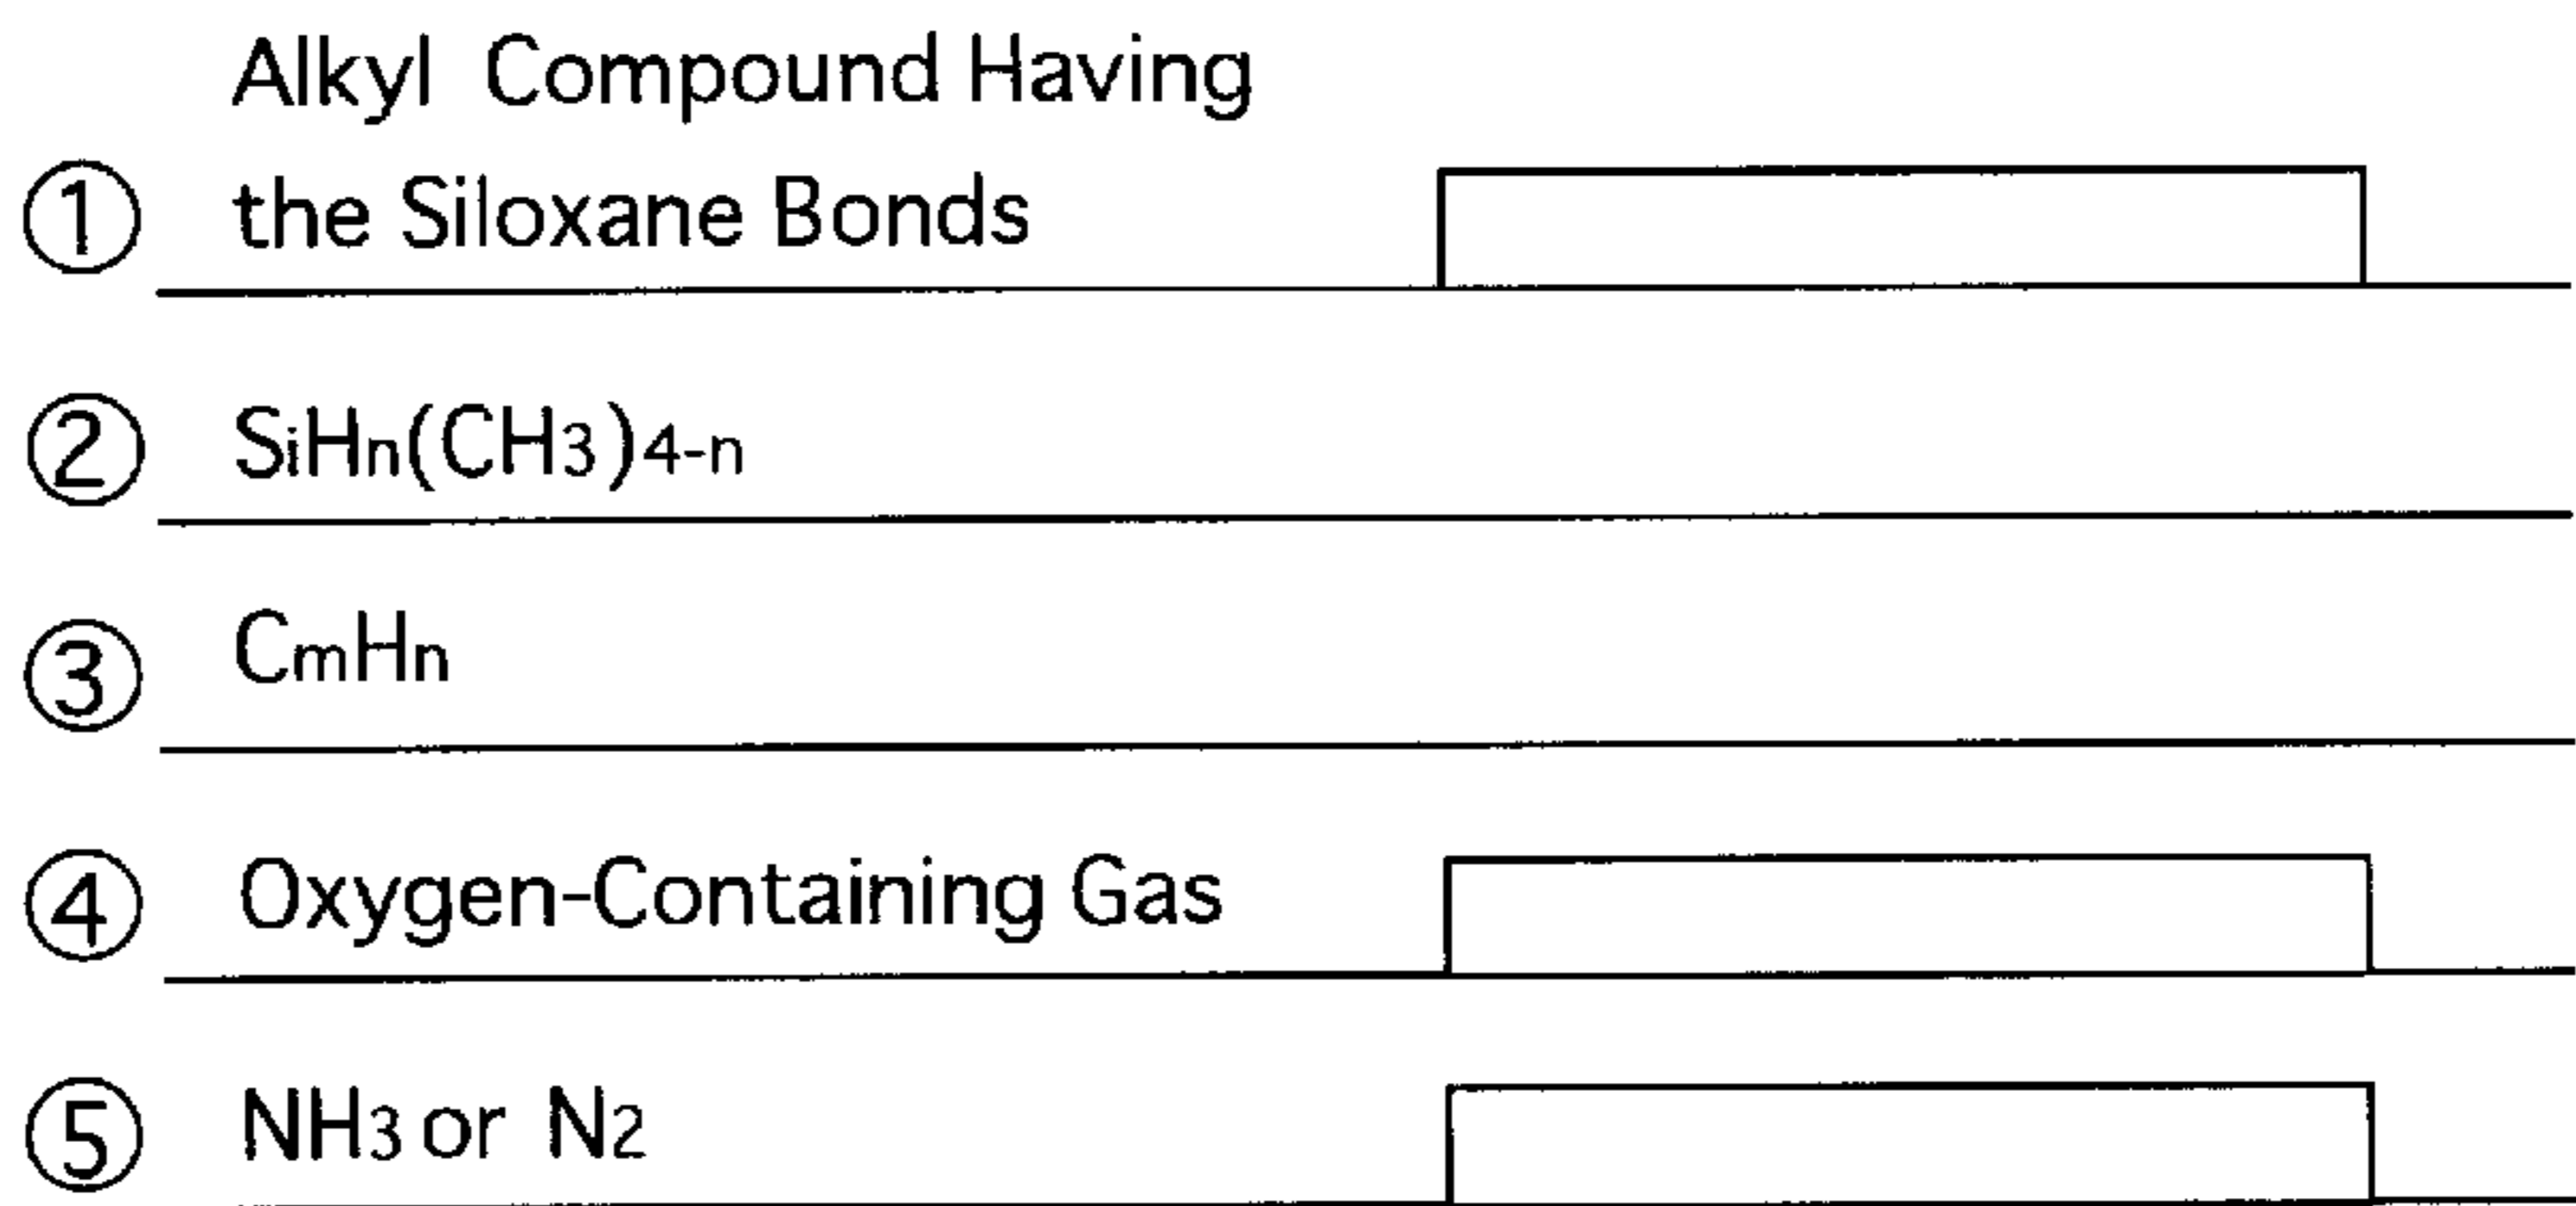 Alkyl Compound Having
① the Siloxane Bonds
② SiHn(CH3)4-n
③ CmHn
④ Oxygen-Containing Gas
⑤ NH3 or N2